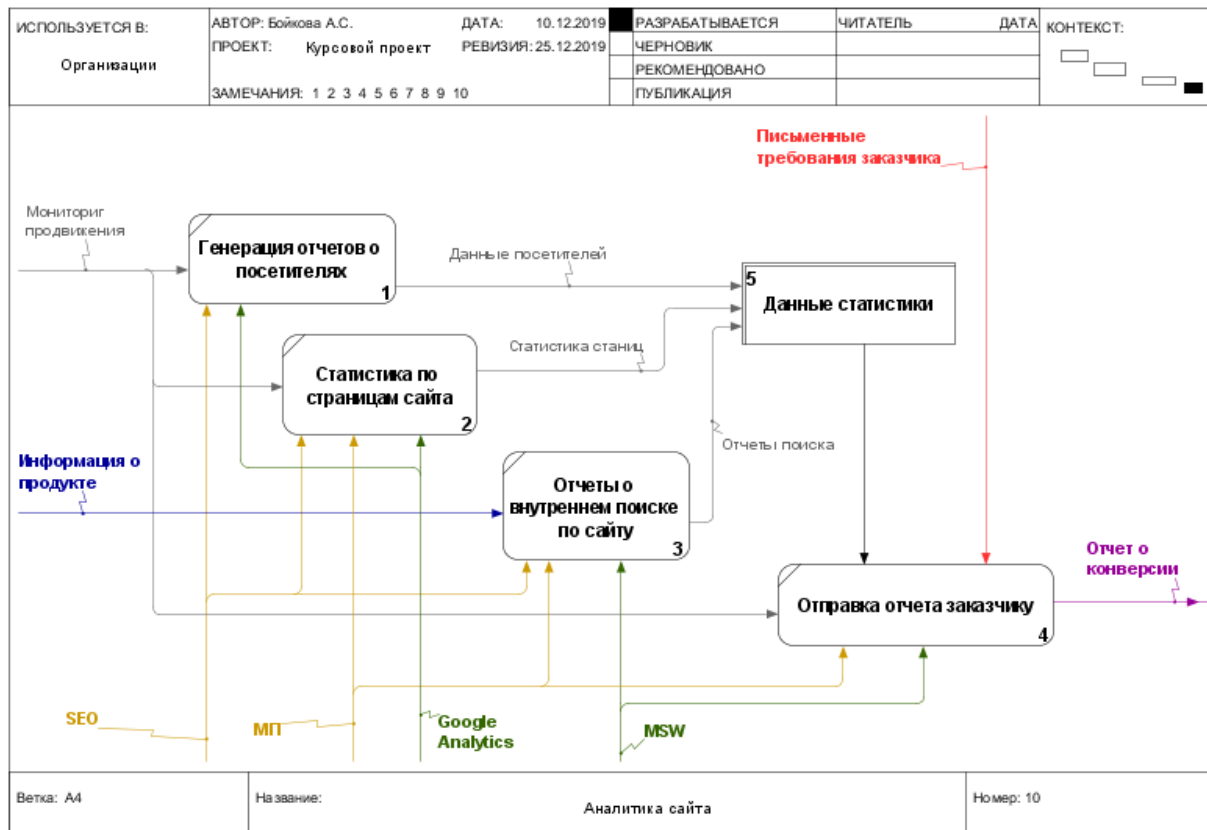 ИСПОЛЬЗУЕТСЯ В:
Организации
АВТОР: Бойкова А.С.
ДАТА: 10.12.2019
ПРОЕКТ: Курсовой проект
РЕВИЗИЯ: 25.12.2019
ЗАМЕЧАНИЯ: 1 2 3 4 5 6 7 8 9 10
РАЗРАБАТЫВАЕТСЯ
ЧЕРНОВИК
РЕКОМЕНДОВАНО
ПУБЛИКАЦИЯ
ЧИТАТЕЛЬ
ДАТА
КОНТЕКСТ:
Письменные
требования заказчика
Мониториг
продвижения
Генерация отчетов о
посетителях
1
Данные посетителей
5
Данные статистики
Статистика станиц
Статистика по
страницам сайта
2
Отчеты поиска
Информация о
продукте
Отчеты о
внутреннем поиске
по сайту
3
Отчет о
конверсии
Отправка отчета заказчику
4
SEO
МП
Google
Analytics
MSW
Ветка: А4
Название:
Аналитика сайта
Номер: 10